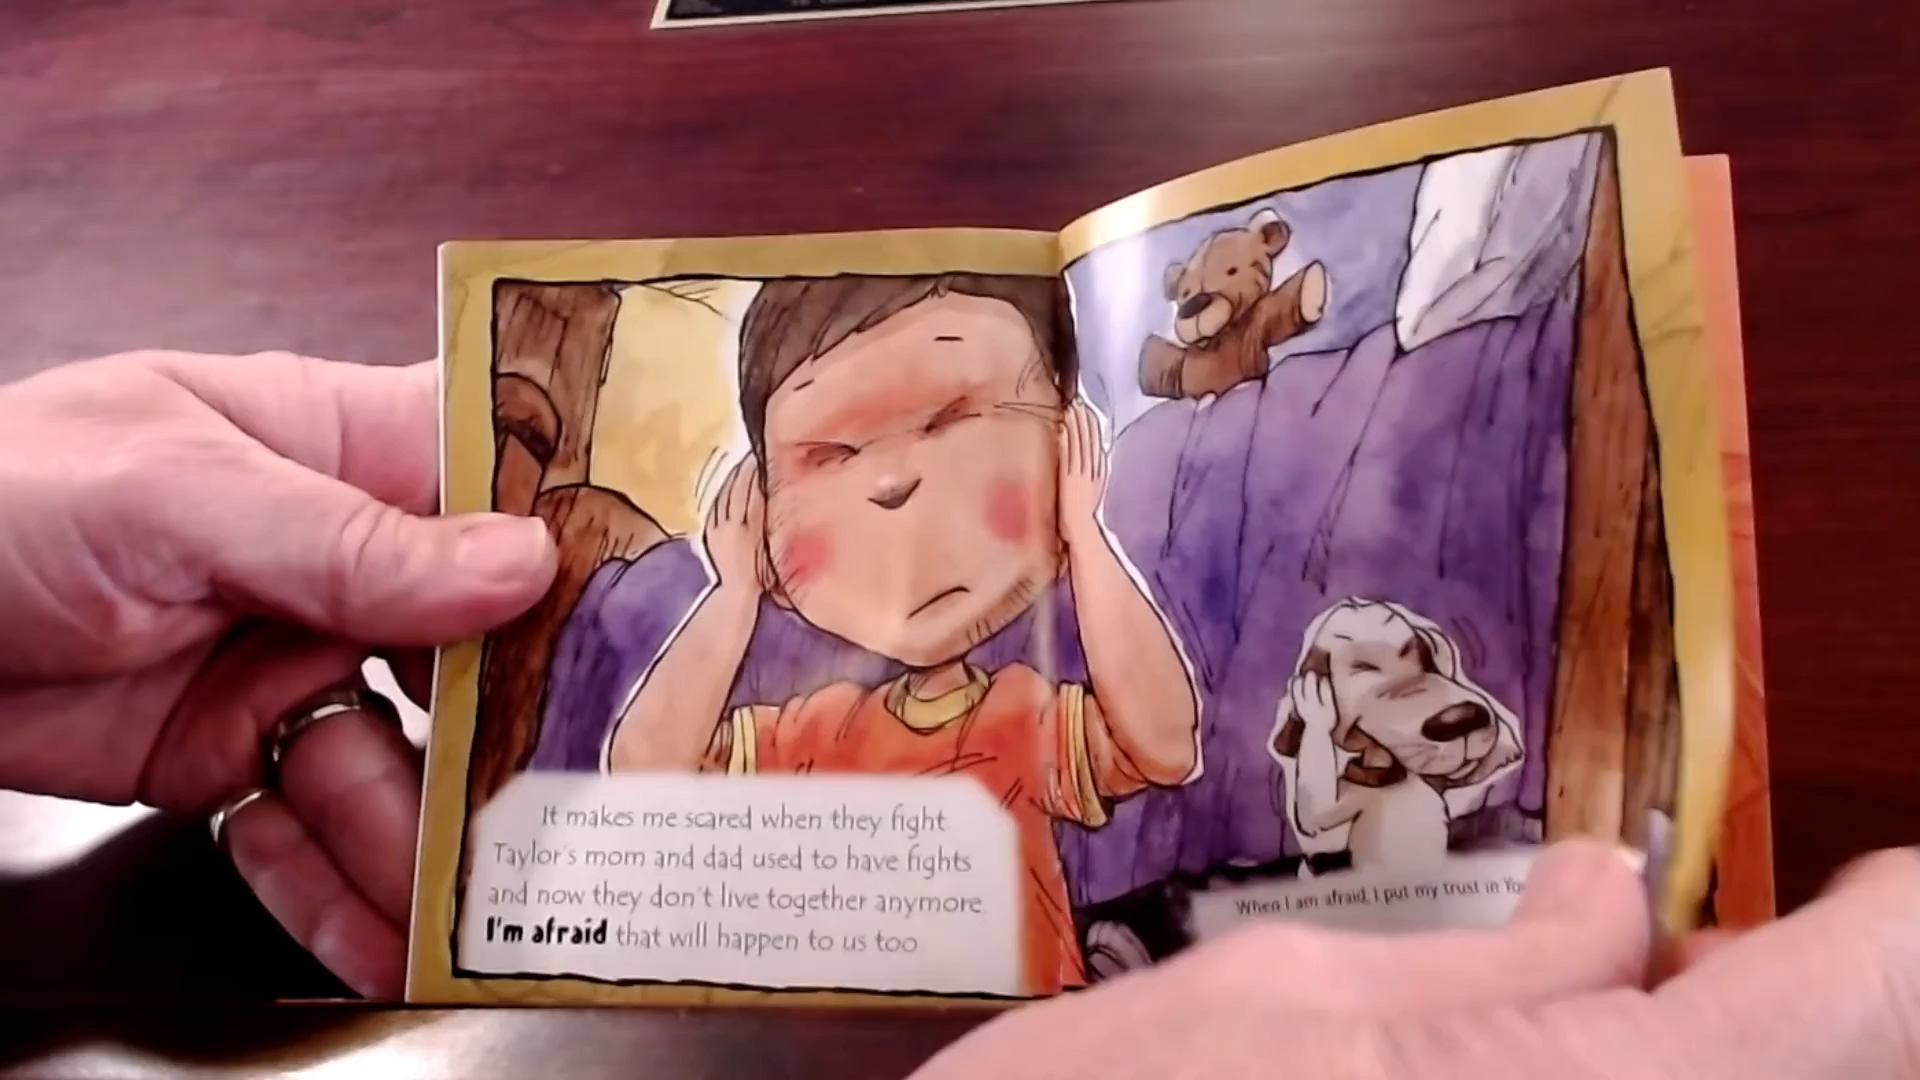 It makes me scared when they fight
Taylor's mom and dad used to have fights
and now they don't live together anymore.
I'm afraid that will happen to us too
When I am afraid, I put my trust in